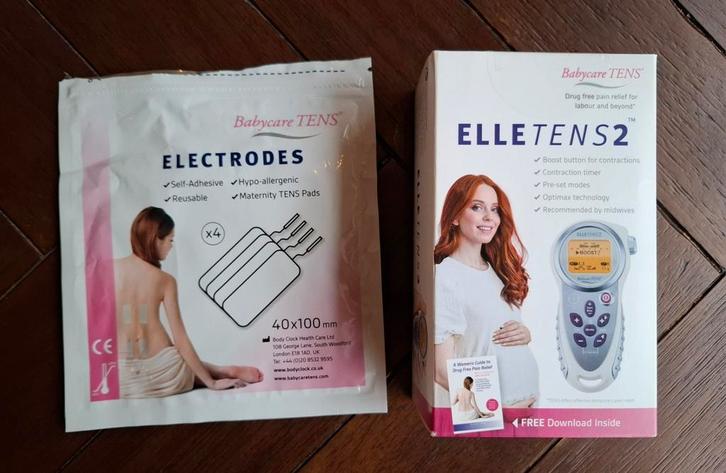 Babycare TENS™
ELECTRODES
✓Self-Adhesive ✓Hypo-allergenic
✓Reusable ✓Maternity TENS Pads
x4
40x100mm
Body Clock Health Care Ltd
108 George Lane, South Woodford
London E18 1AD, UK
Tel: +44 (0)20 8532 9595
www.bodyclock.co.uk
www.babycaretens.com
CE
Babycare TENS™
Drug free pain relief for
labour and beyond*
ELLETENS2™
✓ Boost button for contractions
✓ Contraction timer
✓ Pre-set modes
✓ Optimax technology
✓ Recommended by midwives
ELLETENS2
BOOST
Babycare TENS
A Woman's Guide to
Drug Free Pain Relief
FREE Download Inside